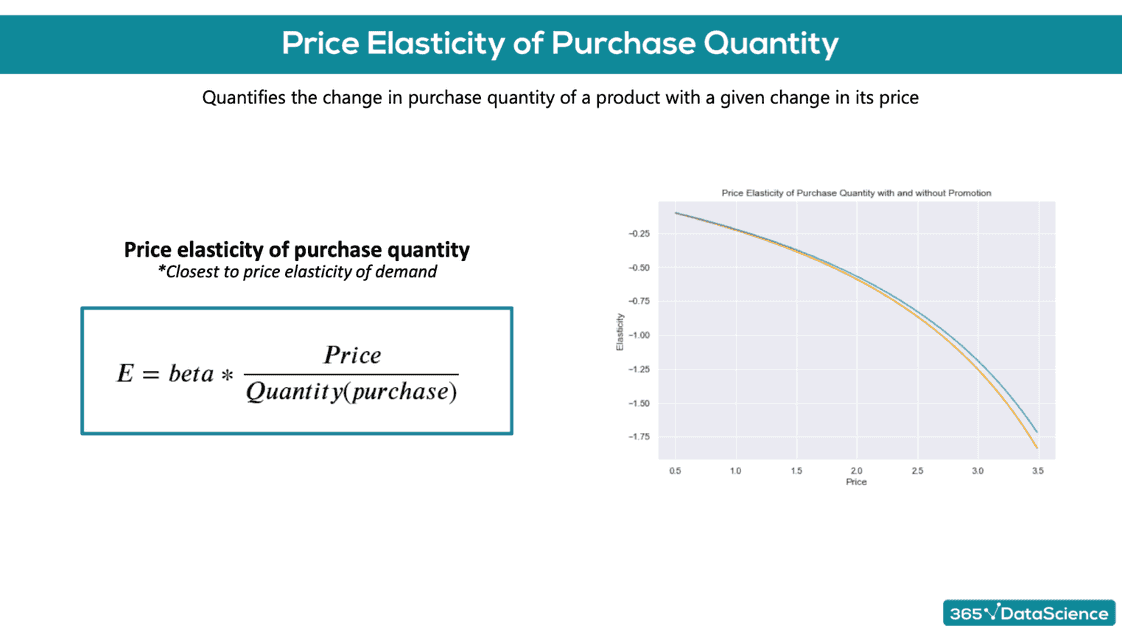 Price Elasticity of Purchase Quantity
Quantifies the change in purchase quantity of a product with a given change in its price
Price elasticity of purchase quantity
*Closest to price elasticity of demand
E = beta * Price / Quantity(purchase)
Price Elasticity of Purchase Quantity with and without Promotion
Elasticity
−0.25
−0.50
−0.75
−1.00
−1.25
−1.50
−1.75
0.5 1.0 1.5 2.0 2.5 3.0 3.5
Price
365 DataScience